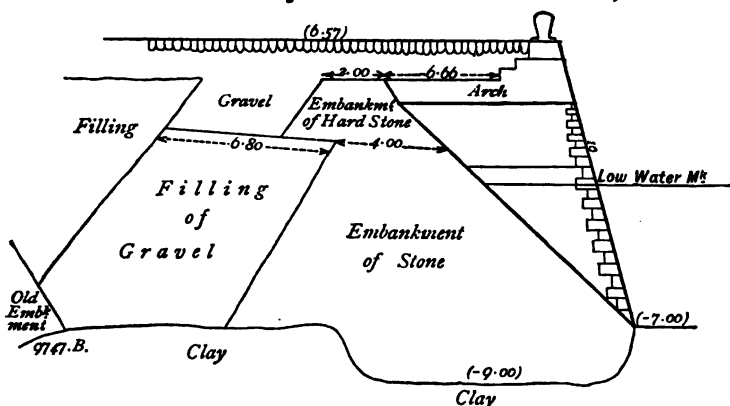 (6.57)
2.00
6.66
Arch
Gravel
Embankmt
of Hard Stone
Filling
6.80
4.00
Low Water Mk
Filling
of
Gravel
Embankment
of Stone
Old
Embk
ment
(-7.00)
9747.B.
Clay
(-9.00)
Clay